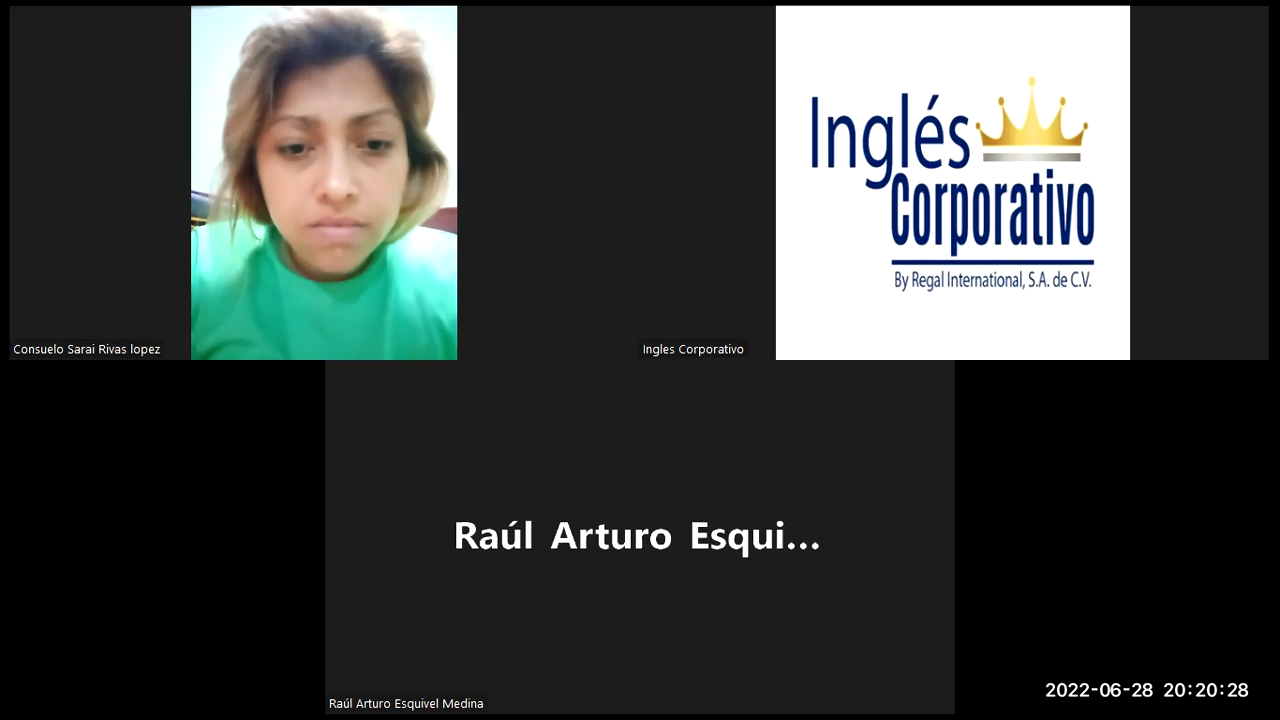 Inglés
Corporativo
By Regal International, S.A. de C.V.
Consuelo Sarai Rivas lopez
Ingles Corporativo
Raúl Arturo Esqui...
Raúl Arturo Esquivel Medina
2022-06-28 20:20:28